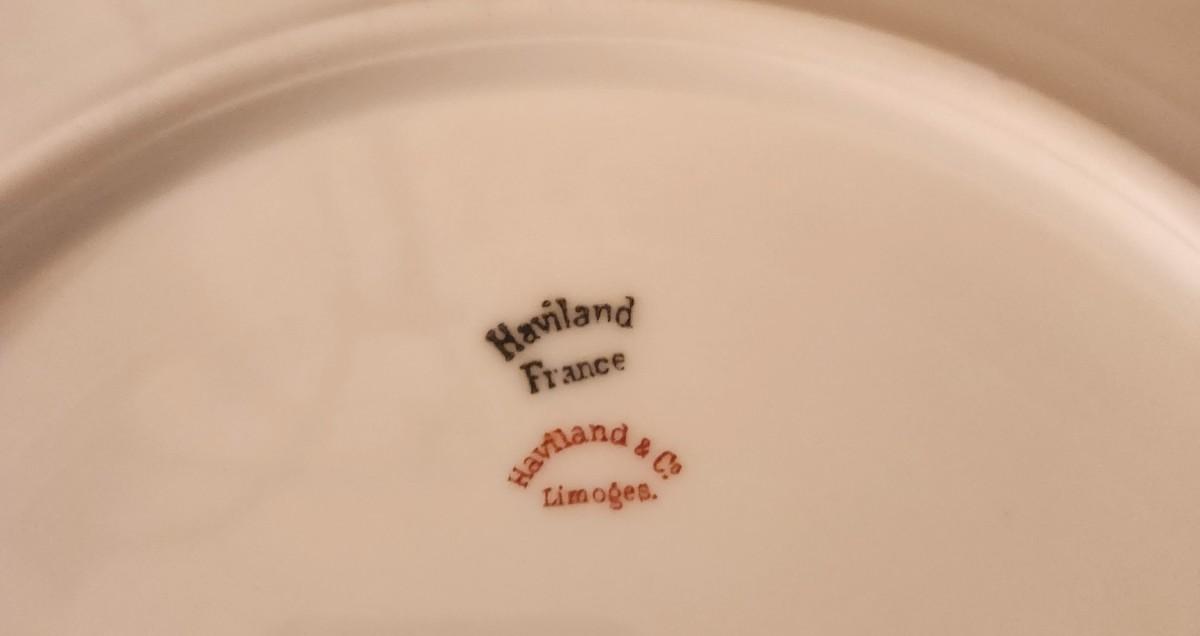 Haviland
France
Haviland & Co
Limoges.